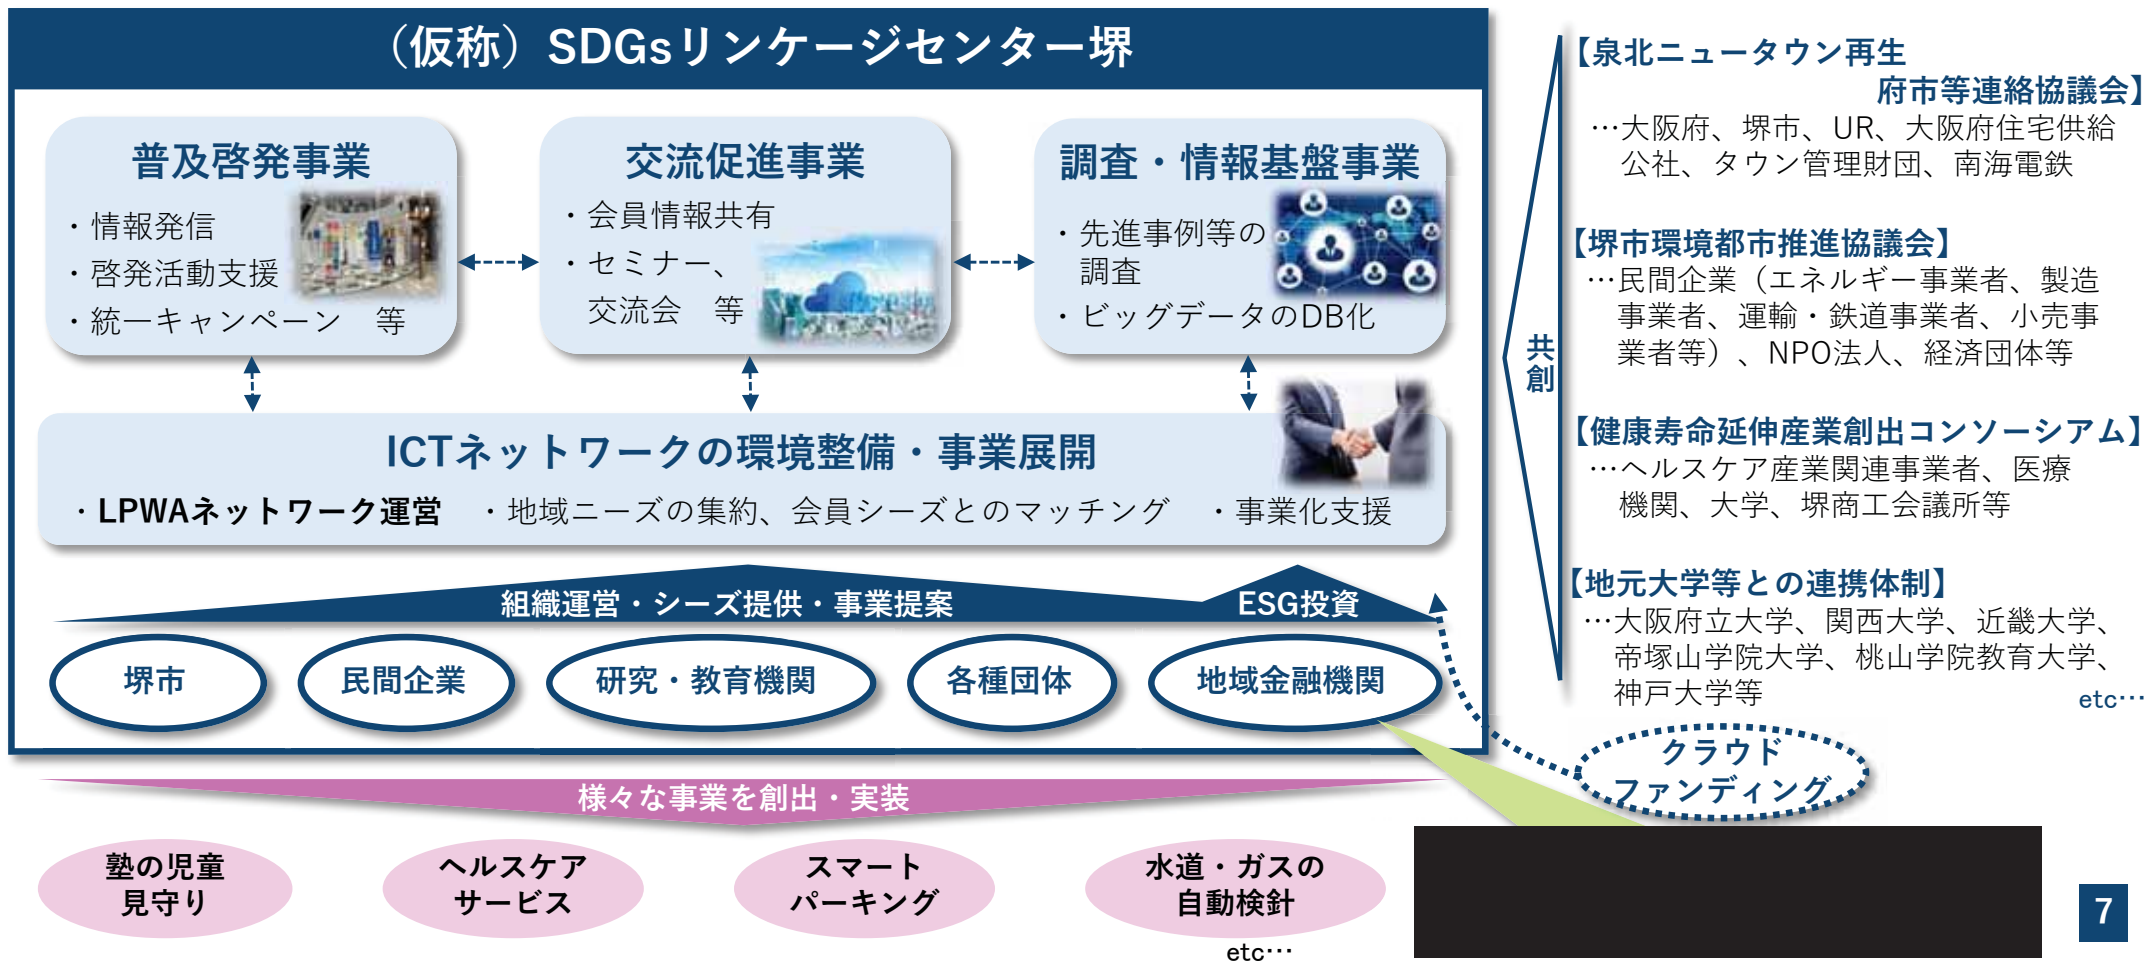 （仮称）SDGsリンケージセンター堺
普及啓発事業
・情報発信
・啓発活動支援
・統一キャンペーン　等
交流促進事業
・会員情報共有
・セミナー、
交流会　等
調査・情報基盤事業
・先進事例等の
調査
・ビッグデータのDB化
ICTネットワークの環境整備・事業展開
・LPWAネットワーク運営　・地域ニーズの集約、会員シーズとのマッチング　・事業化支援
組織運営・シーズ提供・事業提案
ESG投資
堺市
民間企業
研究・教育機関
各種団体
地域金融機関
様々な事業を創出・実装
塾の児童
見守り
ヘルスケア
サービス
スマート
パーキング
水道・ガスの
自動検針
etc…
共
創
【泉北ニュータウン再生
府市等連絡協議会】
…大阪府、堺市、UR、大阪府住宅供給
公社、タウン管理財団、南海電鉄
【堺市環境都市推進協議会】
…民間企業（エネルギー事業者、製造
事業者、運輸・鉄道事業者、小売事
業者等）、NPO法人、経済団体等
【健康寿命延伸産業創出コンソーシアム】
…ヘルスケア産業関連事業者、医療
機関、大学、堺商工会議所等
【地元大学等との連携体制】
…大阪府立大学、関西大学、近畿大学、
帝塚山学院大学、桃山学院教育大学、
神戸大学等
etc…
クラウド
ファンディング
7